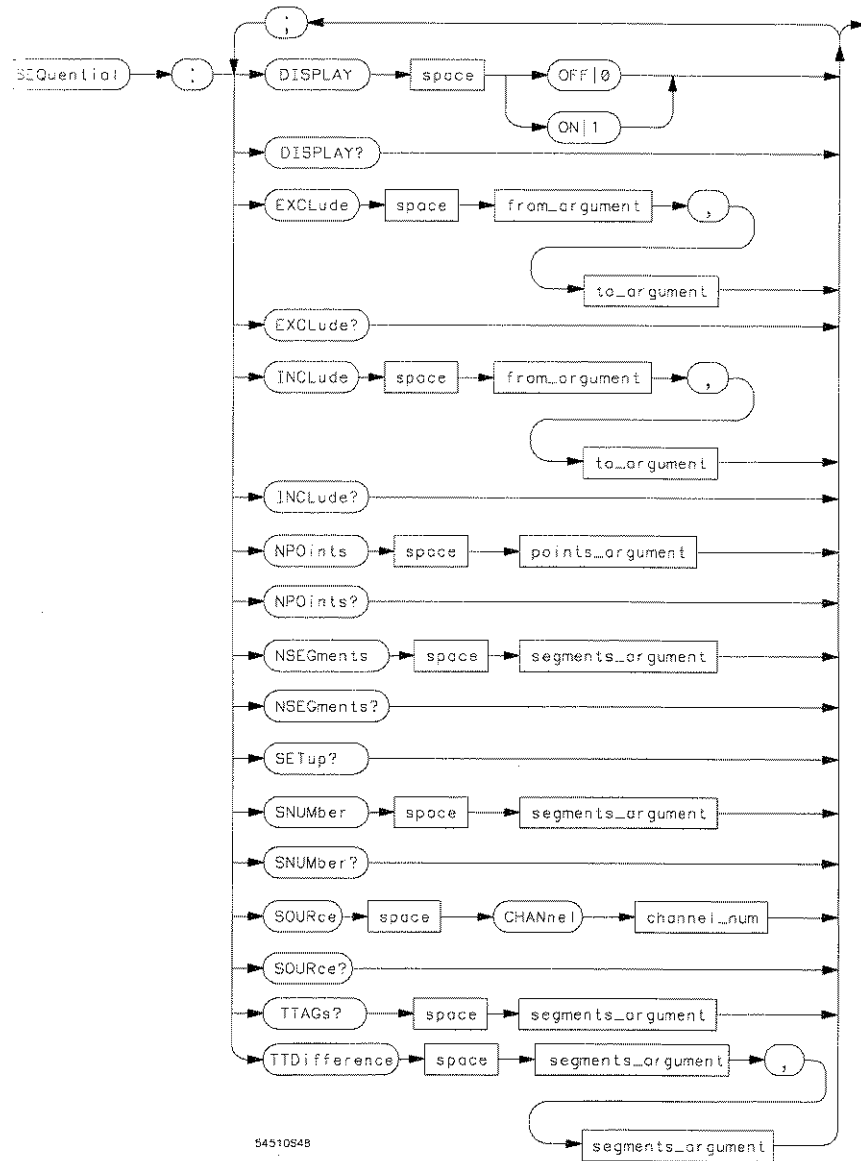 ;
SEQuential : DISPLAY space OFF|0
ON|1
DISPLAY?
EXCLude space from_argument ,
to_argument
EXCLude?
INCLude space from_argument ,
to_argument
INCLude?
NPOints space points_argument
NPOints?
NSEGments space segments_argument
NSEGments?
SETup?
SNUMber space segments_argument
SNUMber?
SOURce space CHANnel channel_num
SOURce?
TTAGs? space segments_argument
TTDifference space segments_argument ,
segments_argument
54510S48